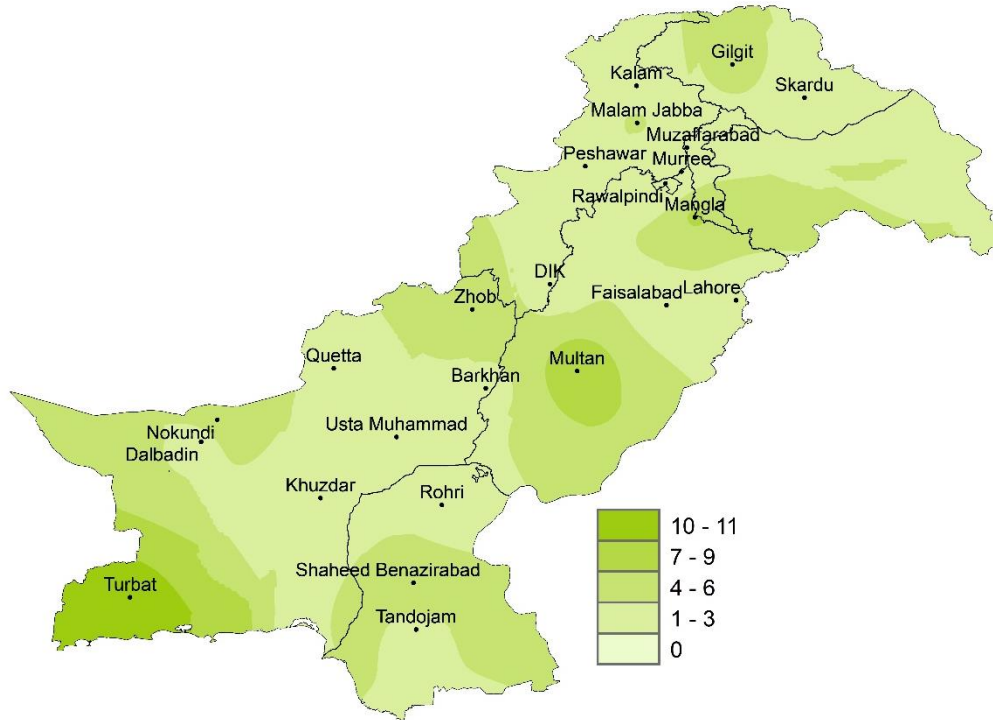 Gilgit
Kalam
Skardu
Malam Jabba
Muzaffarabad
Peshawar
Murree
Rawalpindi
Mangla
DIK
Zhob
Faisalabad
Lahore
Quetta
Multan
Barkhan
Nokundi
Usta Muhammad
Dalbadin
Khuzdar
Rohri
10 - 11
7 - 9
4 - 6
1 - 3
0
Shaheed Benazirabad
Turbat
Tandojam